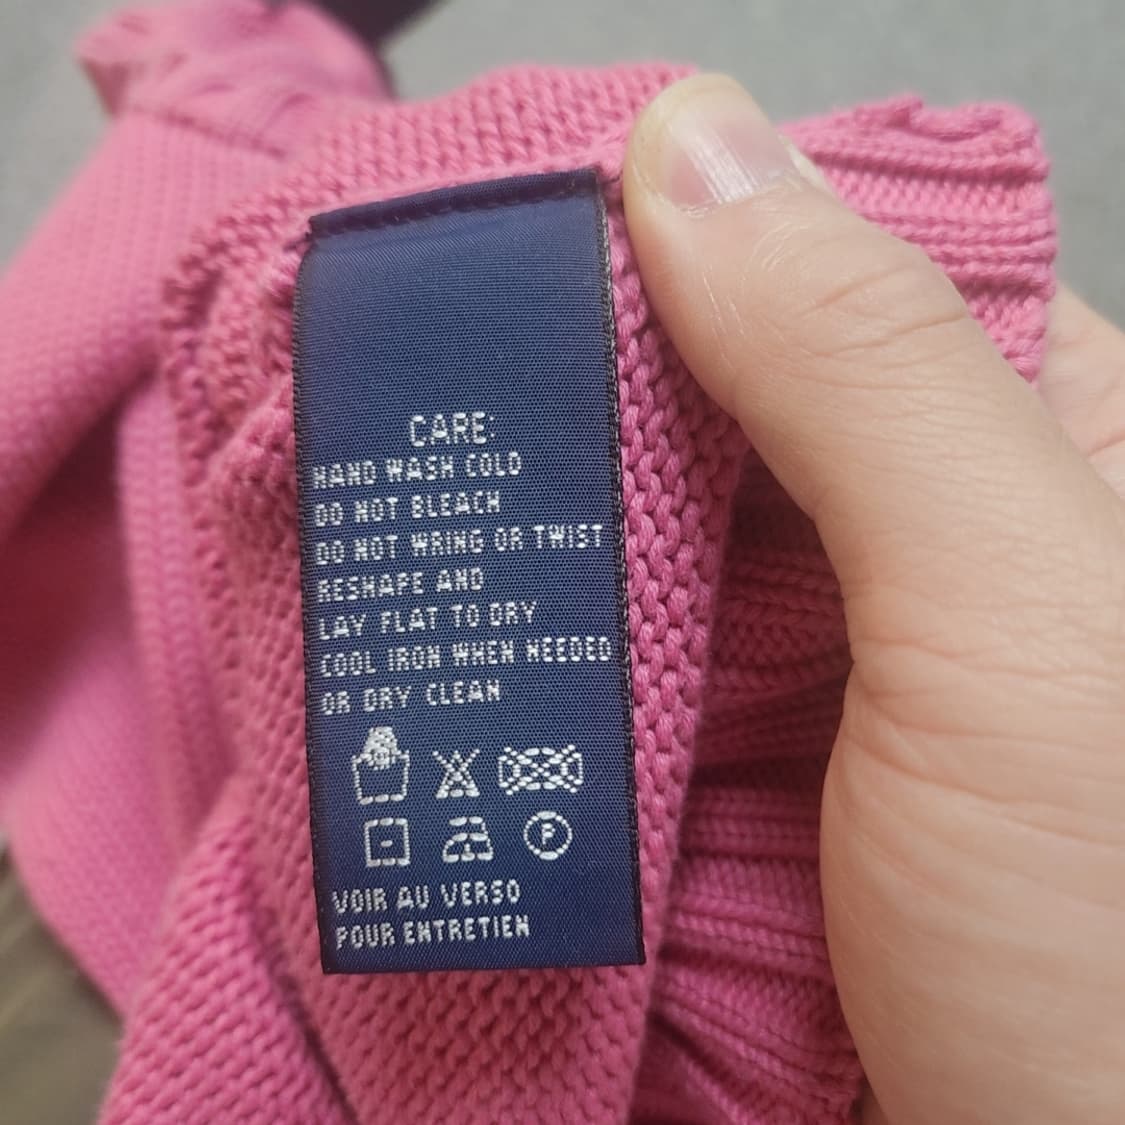 CARE:
HAND WASH COLD
DO NOT BLEACH
DO NOT WRING OR TWIST
RESHAPE AND
LAY FLAT TO DRY
COOL IRON WHEN NEEDED
OR DRY CLEAN
P
VOIR AU VERSO
POUR ENTRETIEN